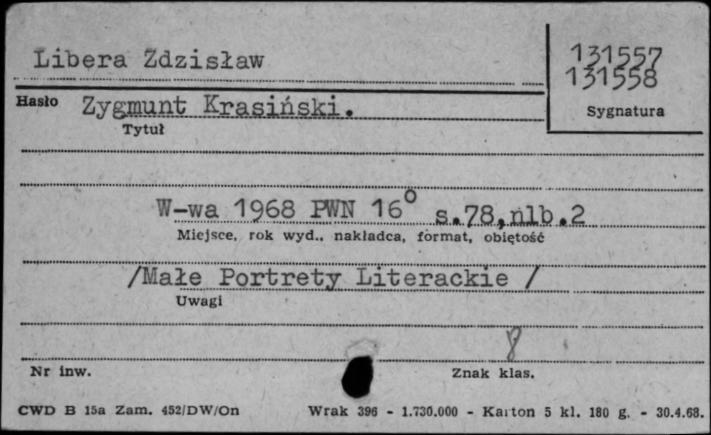 Libera Zdzisław
131557
131558
Hasło
Sygnatura
Zygmunt Krasiński.
Tytuł
W-wa 1968 PWN 16° s.78,nlb.2
Miejsce, rok wyd., nakładca, format, objętość
/Małe Portrety Literackie /
Uwagi
8
Nr inw.
Znak klas.
CWD B 15a Zam. 452/DW/On Wrak 396 - 1.730.000 - Karton 5 kl. 180 g. - 30.4.68.